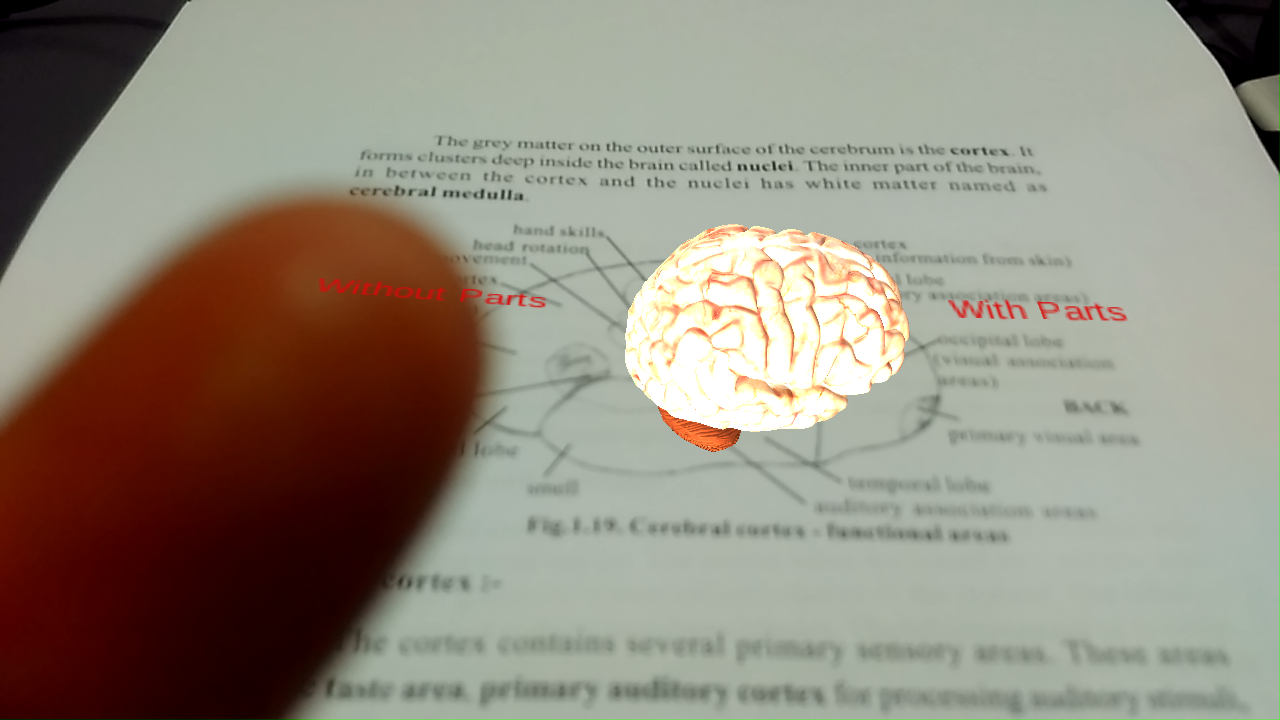 The grey matter on the outer surface of the cerebrum is the cortex. It
forms clusters deep inside the brain called nuclei. The inner part of the brain,
in between the cortex and the nuclei has white matter named as
cerebral medulla.
hand skills
head rotation
cortex
information from skin)
lobe
association areas)
Without Parts
With Parts
occipital lobe
(visual association
areas)
BACK
primary visual area
lobe
smell
temporal lobe
auditory association areas
Fig.1.19. Cerebral cortex - functional areas
cortex :-
cortex contains several primary sensory areas. These areas
taste area, primary auditory cortex for processing auditory stimuli,